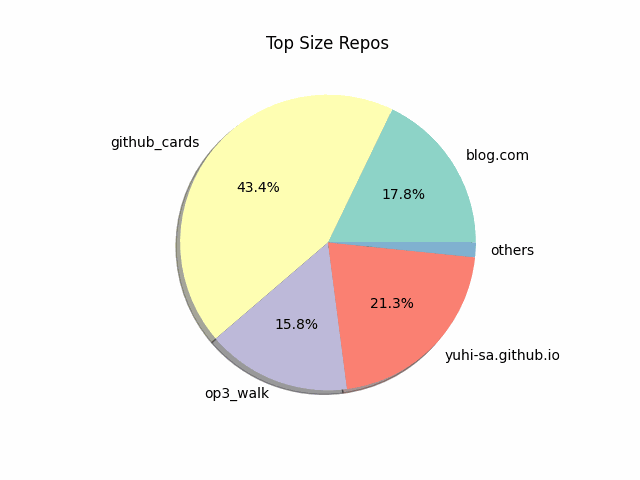 Top Size Repos
github_cards
blog.com
43.4%
17.8%
others
21.3%
15.8%
yuhi-sa.github.io
op3_walk